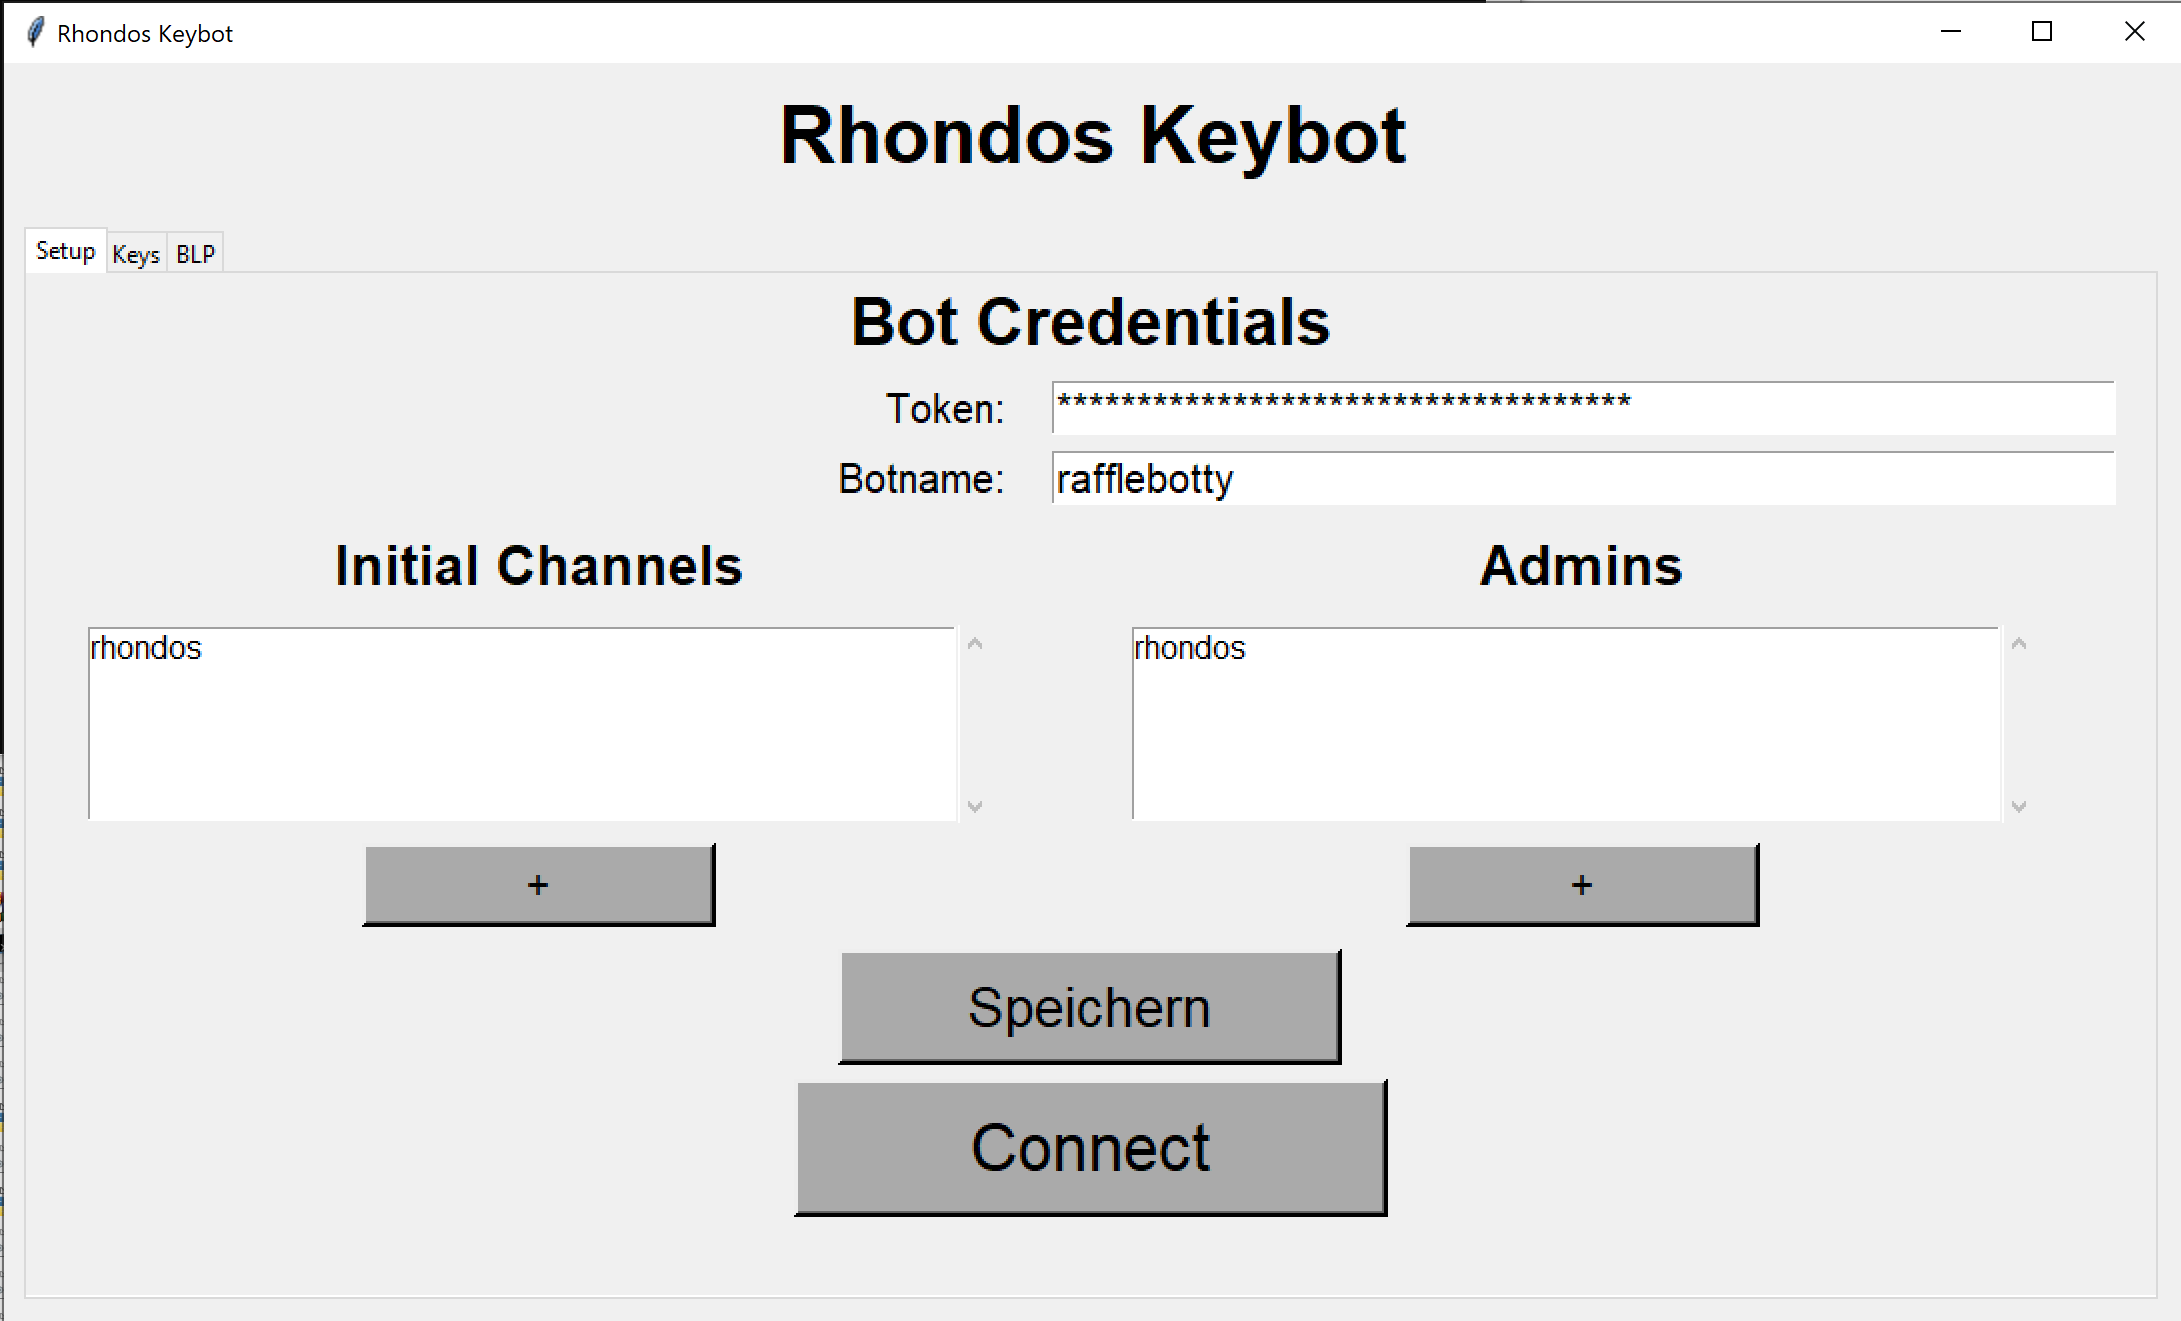 Rhondos Keybot
Rhondos Keybot
Setup Keys BLP
Bot Credentials
Token: ************************************
Botname: rafflebotty
Initial Channels Admins
rhondos rhondos
+ +
Speichern
Connect